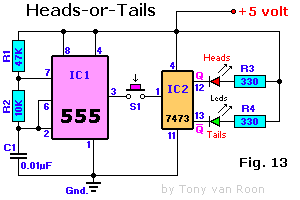 Heads-or-Tails
+5 volt
R1
47K
8
4
4
Heads
R3
7
IC1
IC2
Q
12
330
3
1
R2
10K
S1
Leds
R4
6
555
7473
13
330
2
Q
Tails
C1
1
11
0.01uF
Fig. 13
Gnd.
by Tony van Roon